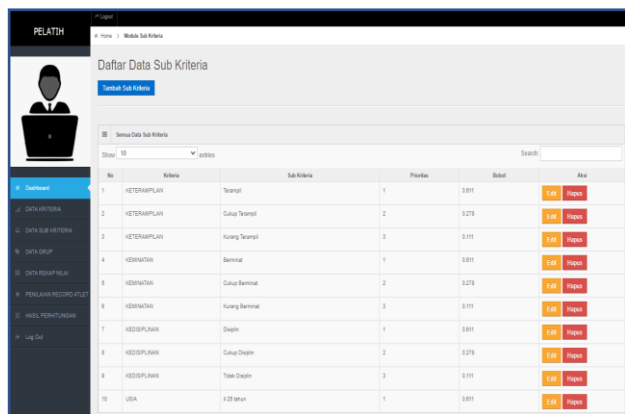 PELATIH
Logout
Home > Module Sub Kriteria
Daftar Data Sub Kriteria
Tambah Sub Kriteria
Semua Data Sub Kriteria
Show 10 entries Search:
No Kriteria Sub Kriteria Prioritas Bobot Aksi
1 KETERAMPILAN Terampil 1 0.611 Edit Hapus
2 KETERAMPILAN Cukup Terampil 2 0.278 Edit Hapus
3 KETERAMPILAN Kurang Terampil 3 0.111 Edit Hapus
4 KEMINATAN Berminat 1 0.611 Edit Hapus
5 KEMINATAN Cukup Berminat 2 0.278 Edit Hapus
6 KEMINATAN Kurang Berminat 3 0.111 Edit Hapus
7 KEDISIPLINAN Disiplin 1 0.611 Edit Hapus
8 KEDISIPLINAN Cukup Disiplin 2 0.278 Edit Hapus
9 KEDISIPLINAN Tidak Disiplin 3 0.111 Edit Hapus
10 USIA 25 tahun 1 0.611 Edit Hapus
Dashboard
DATA KRITERIA
DATA SUB KRITERIA
DATA GRUP
DATA REKAP NILAI
PENILAIAN RECORD ATLET
HASIL PERHITUNGAN
Log Out